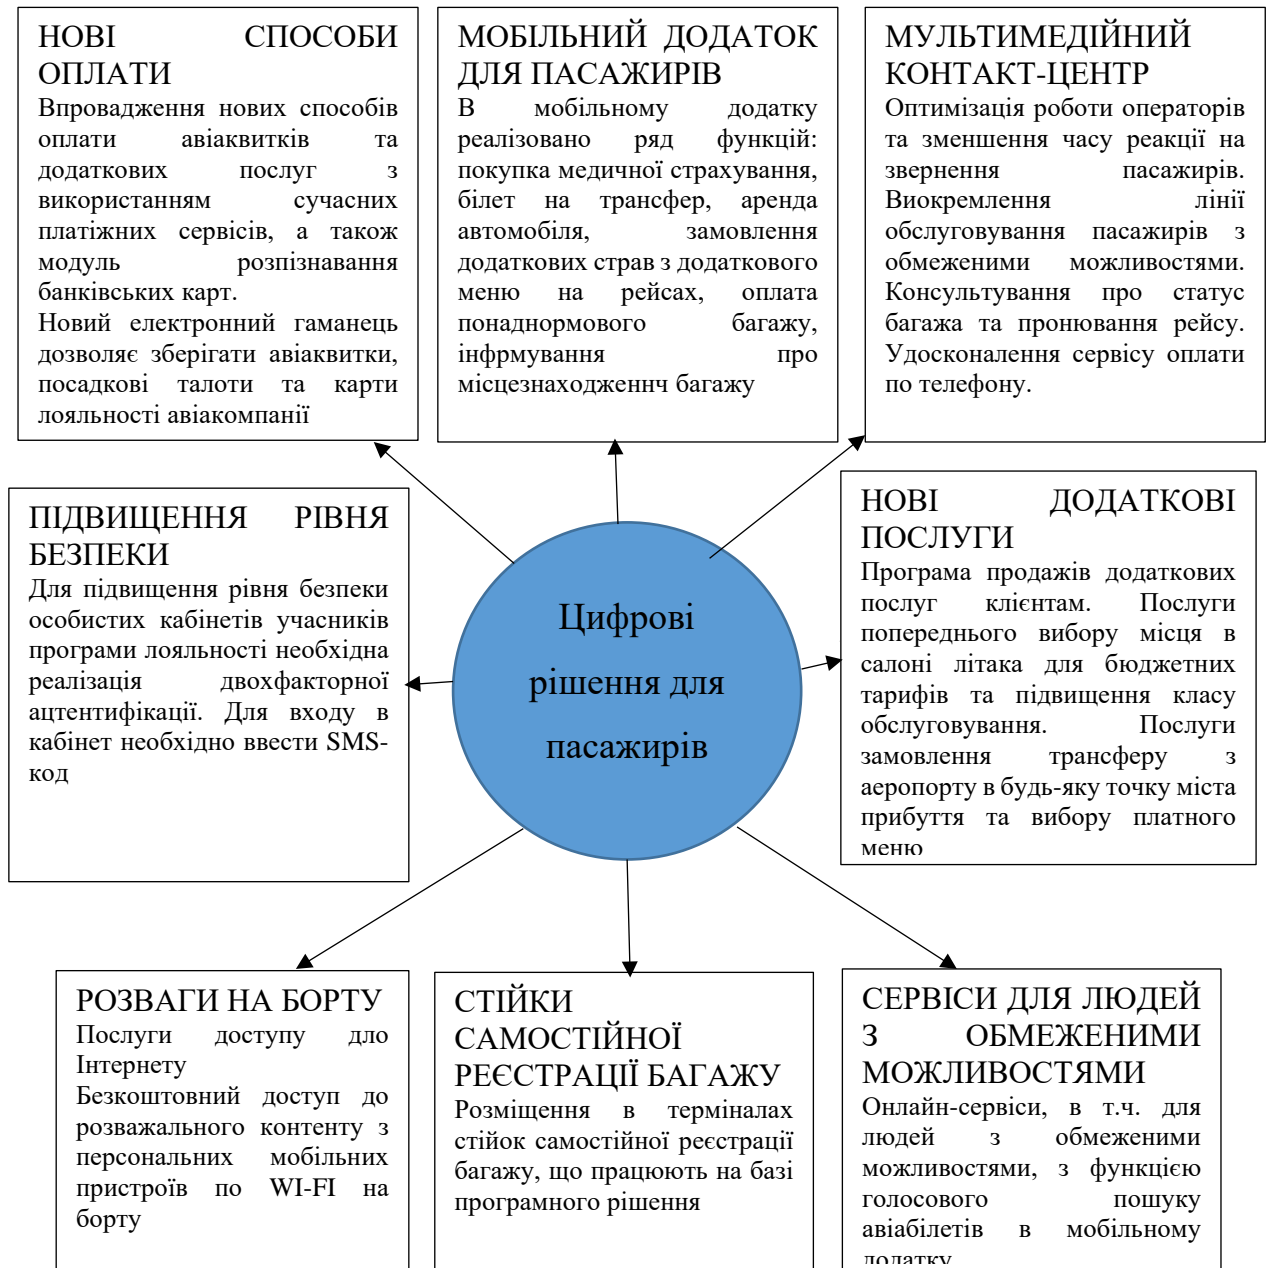 НОВІ СПОСОБИ
ОПЛАТИ
Впровадження нових способів
оплати авіаквитків та
додаткових послуг з
використанням сучасних
платіжних сервісів, а також
модуль розпізнавання
банківських карт.
Новий електронний гаманець
дозволяє зберігати авіаквитки,
посадкові талоти та карти
лояльності авіакомпанії
МОБІЛЬНИЙ ДОДАТОК
ДЛЯ ПАСАЖИРІВ
В мобільному додатку
реалізовано ряд функцій:
покупка медичної страхування,
білет на трансфер, аренда
автомобіля, замовлення
додаткових страв з додаткового
меню на рейсах, оплата
понаднормового багажу,
інфрмування про
місцезнаходженнч багажу
МУЛЬТИМЕДІЙНИЙ
КОНТАКТ-ЦЕНТР
Оптимізація роботи операторів
та зменшення часу реакції на
звернення пасажирів.
Виокремлення лінії
обслуговування пасажирів з
обмеженими можливостями.
Консультування про статус
багажа та пронювання рейсу.
Удосконалення сервісу оплати
по телефону.
ПІДВИЩЕННЯ РІВНЯ
БЕЗПЕКИ
Для підвищення рівня безпеки
особистих кабінетів учасників
програми лояльності необхідна
реалізація двохфакторної
ацтентифікації. Для входу в
кабінет необхідно ввести SMS-
код
Цифрові
рішення для
пасажирів
НОВІ ДОДАТКОВІ
ПОСЛУГИ
Програма продажів додаткових
послуг клієнтам. Послуги
попереднього вибору місця в
салоні літака для бюджетних
тарифів та підвищення класу
обслуговування. Послуги
замовлення трансферу з
аеропорту в будь-яку точку міста
прибуття та вибору платного
меню
РОЗВАГИ НА БОРТУ
Послуги доступу дло
Інтернету
Безкоштовний доступ до
розважального контенту з
персональних мобільних
пристроїв по WI-FI на
борту
СТІЙКИ
САМОСТІЙНОЇ
РЕЄСТРАЦІЇ БАГАЖУ
Розміщення в терміналах
стійок самостійної реєстрації
багажу, що працюють на базі
програмного рішення
СЕРВІСИ ДЛЯ ЛЮДЕЙ
З ОБМЕЖЕНИМИ
МОЖЛИВОСТЯМИ
Онлайн-сервіси, в т.ч. для
людей з обмеженими
можливостями, з функцією
голосового пошуку
авіабілетів в мобільному
додатку